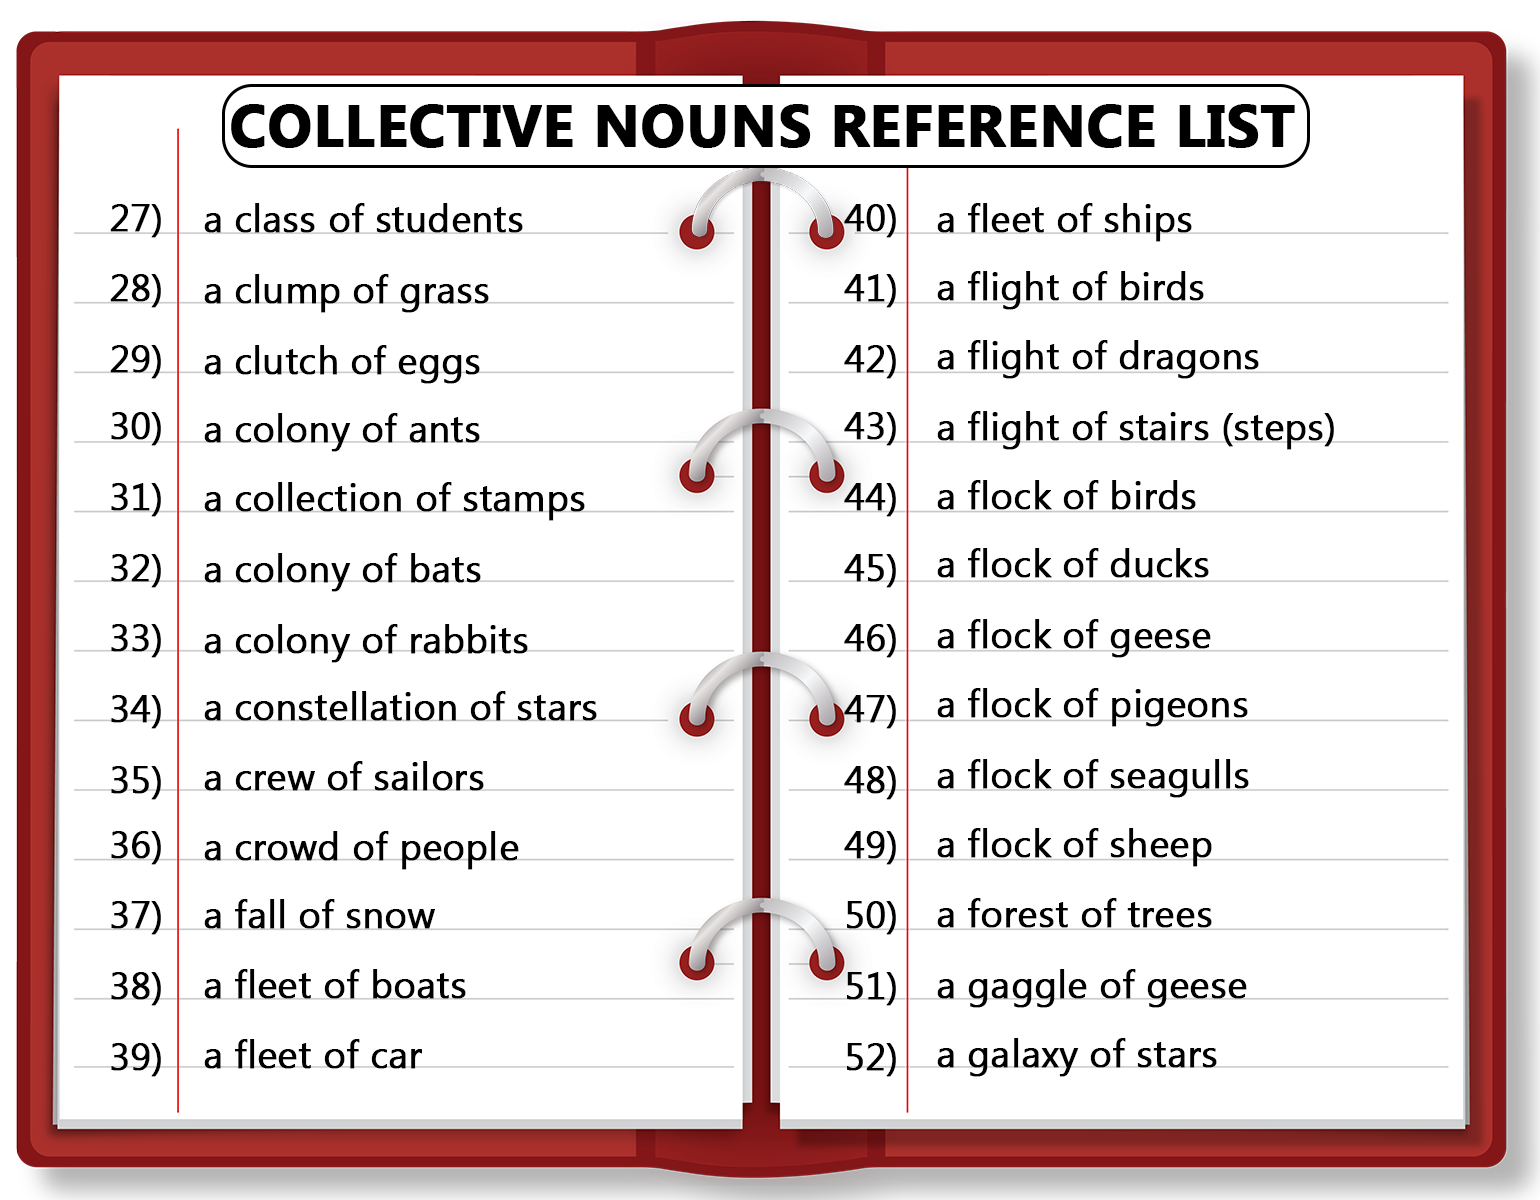 COLLECTIVE NOUNS REFERENCE LIST
27) a class of students
28) a clump of grass
29) a clutch of eggs
30) a colony of ants
31) a collection of stamps
32) a colony of bats
33) a colony of rabbits
34) a constellation of stars
35) a crew of sailors
36) a crowd of people
37) a fall of snow
38) a fleet of boats
39) a fleet of car
40) a fleet of ships
41) a flight of birds
42) a flight of dragons
43) a flight of stairs (steps)
44) a flock of birds
45) a flock of ducks
46) a flock of geese
47) a flock of pigeons
48) a flock of seagulls
49) a flock of sheep
50) a forest of trees
51) a gaggle of geese
52) a galaxy of stars